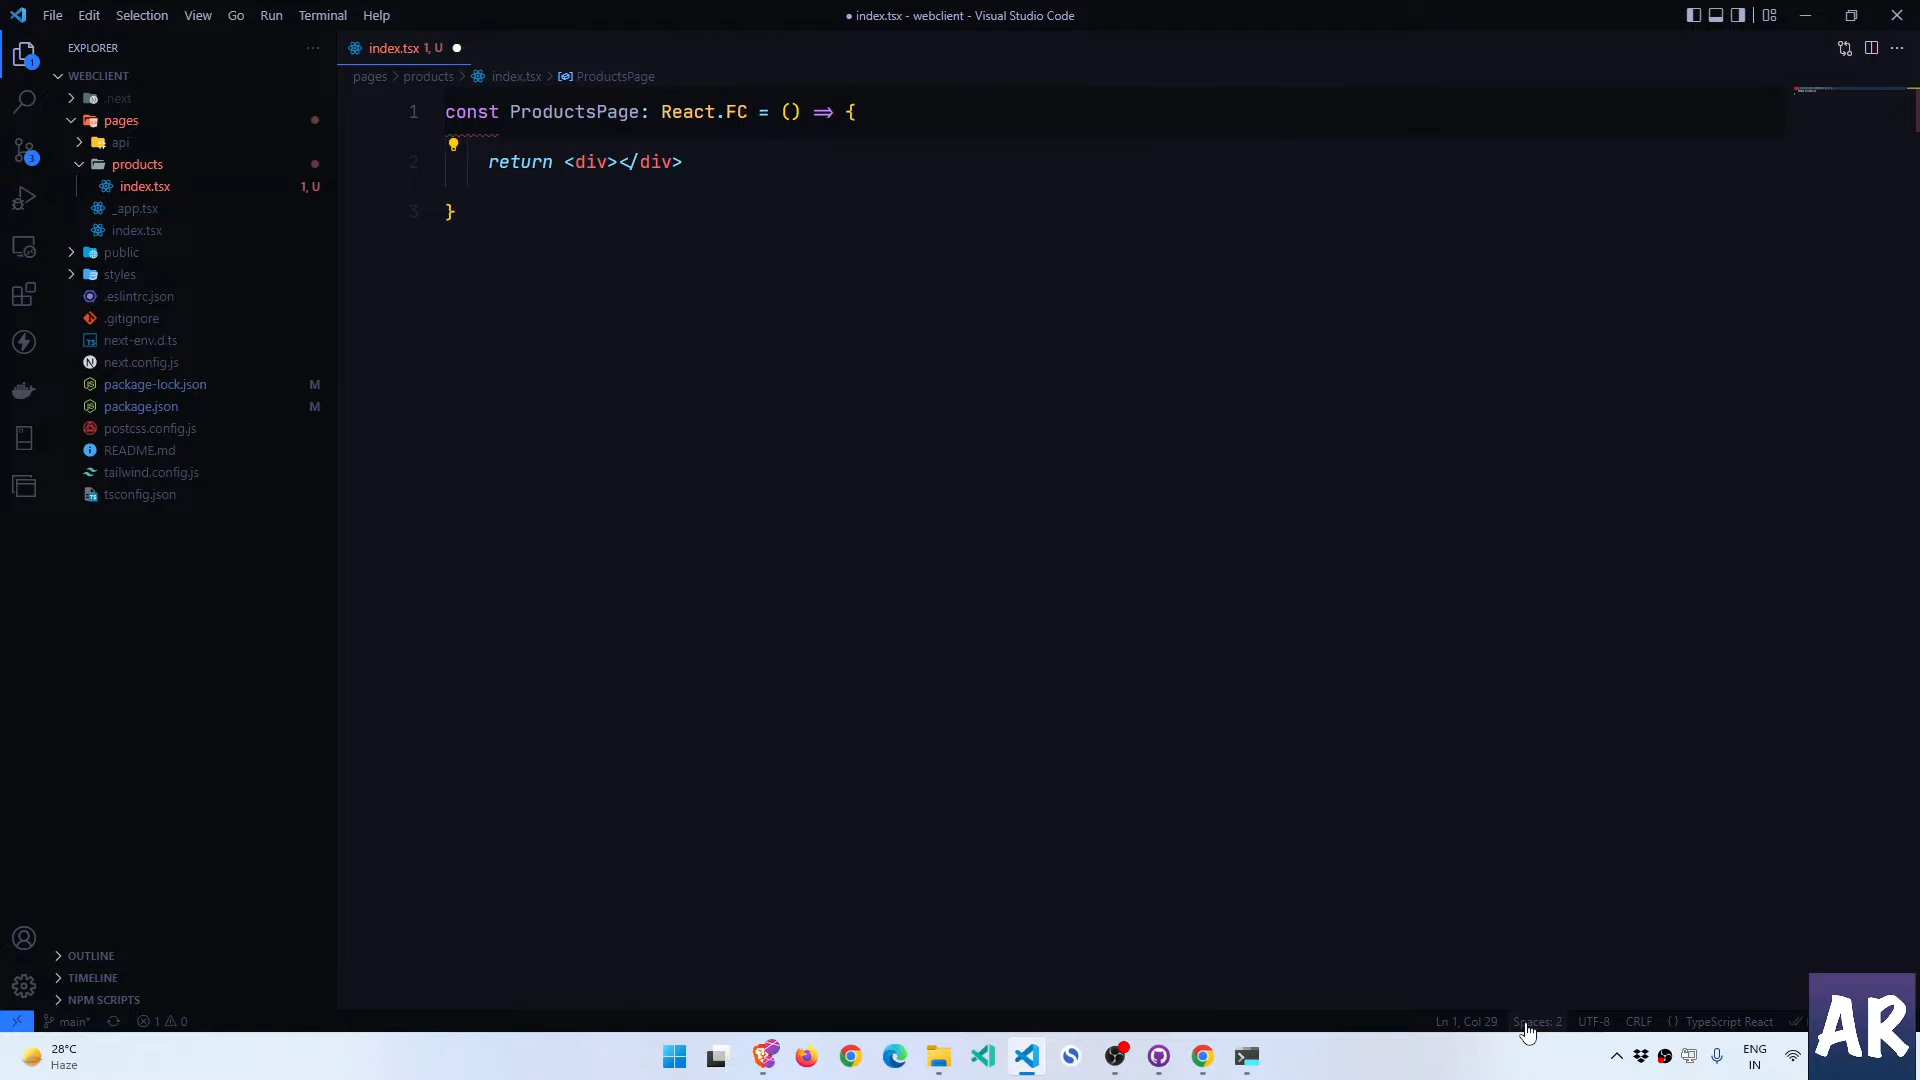 File Edit Selection View Go Run Terminal Help
● index.tsx - webclient - Visual Studio Code
EXPLORER
WEBCLIENT
.next
pages
api
products
index.tsx 1, U
_app.tsx
index.tsx
public
styles
.eslintrc.json
.gitignore
next-env.d.ts
next.config.js
package-lock.json M
package.json M
postcss.config.js
README.md
tailwind.config.js
tsconfig.json
OUTLINE
TIMELINE
NPM SCRIPTS
index.tsx 1, U
pages > products > index.tsx > ProductsPage
1 const ProductsPage: React.FC = () => {
2 return <div></div>
3 }
main* 1 0
Ln 1, Col 29 Spaces: 2 UTF-8 CRLF {} TypeScript React
28°C
Haze
ENG
IN
AR